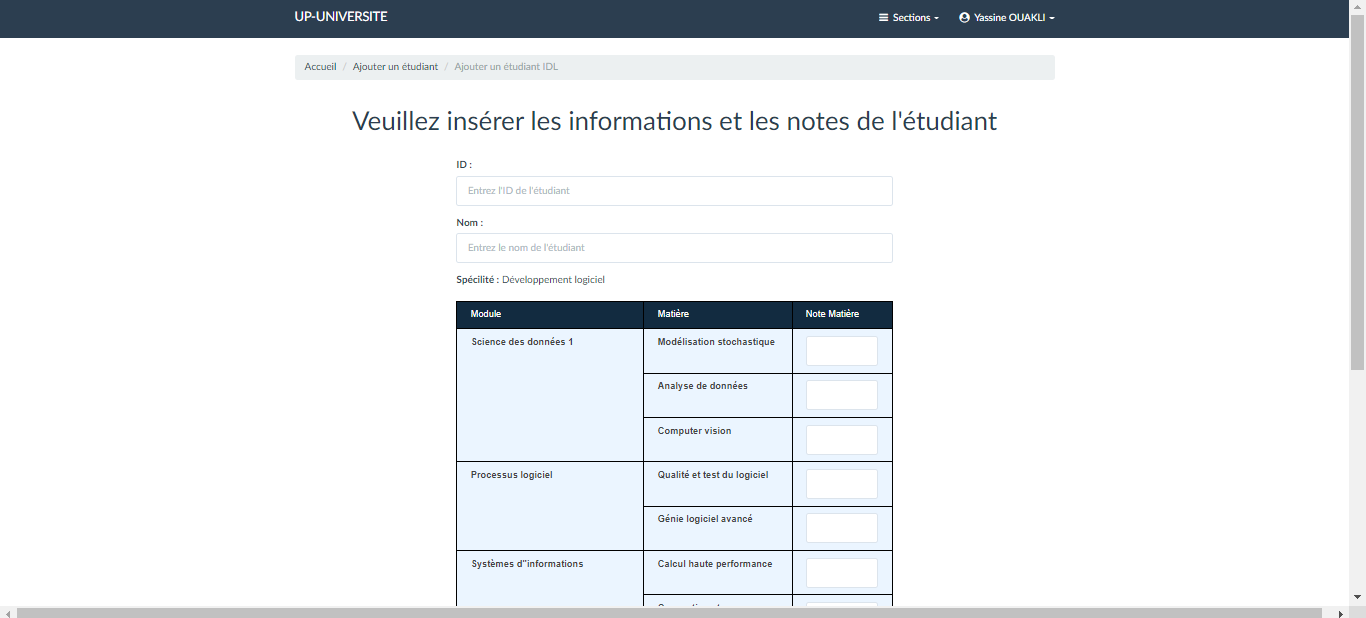 UP-UNIVERSITE
Sections
Yassine OUAKLI
Accueil / Ajouter un étudiant / Ajouter un étudiant IDL
Veuillez insérer les informations et les notes de l'étudiant
ID :
Entrez l'ID de l'étudiant
Nom :
Entrez le nom de l'étudiant
Spécilité : Développement logiciel
Module Matière Note Matière
Science des données 1 Modélisation stochastique
Analyse de données
Computer vision
Processus logiciel Qualité et test du logiciel
Génie logiciel avancé
Systèmes d''informations Calcul haute performance